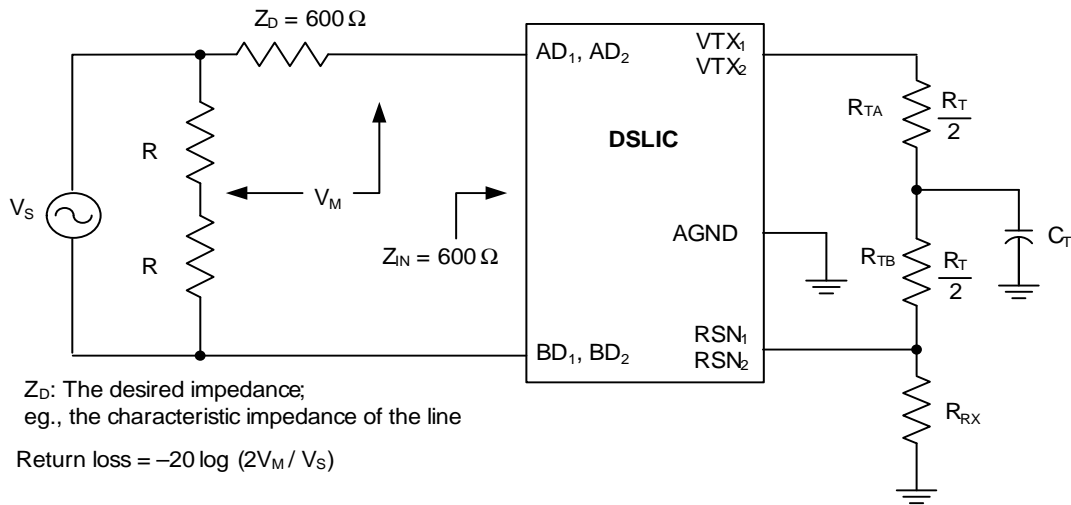 Z_D = 600 Ω
AD₁, AD₂
VTX₁
VTX₂
R_TA
R_T
2
DSLIC
R
V_S
V_M
R
Z_IN = 600 Ω
AGND
R_TB
R_T
2
C_T
BD₁, BD₂
RSN₁
RSN₂
R_RX
Z_D: The desired impedance;
eg., the characteristic impedance of the line
Return loss = –20 log (2V_M / V_S)